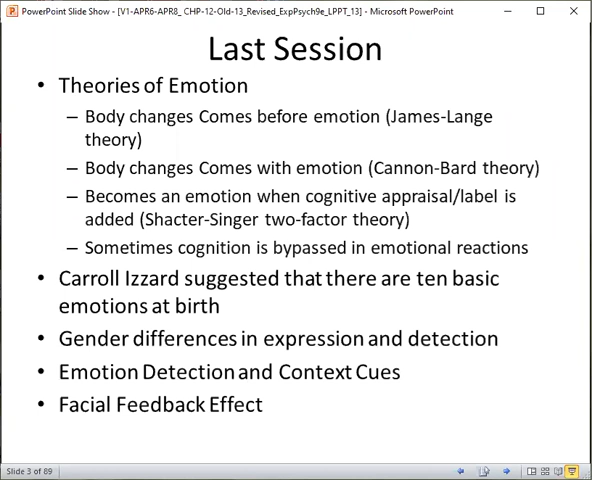 PowerPoint Slide Show - [V1-APR6-APR8_ CHP-12-Old-13_Revised_ExpPsych9e_LPPT_13] - Microsoft PowerPoint
Last Session
• Theories of Emotion
– Body changes Comes before emotion (James-Lange
theory)
– Body changes Comes with emotion (Cannon-Bard theory)
– Becomes an emotion when cognitive appraisal/label is
added (Shacter-Singer two-factor theory)
– Sometimes cognition is bypassed in emotional reactions
• Carroll Izzard suggested that there are ten basic
emotions at birth
• Gender differences in expression and detection
• Emotion Detection and Context Cues
• Facial Feedback Effect
Slide 3 of 89